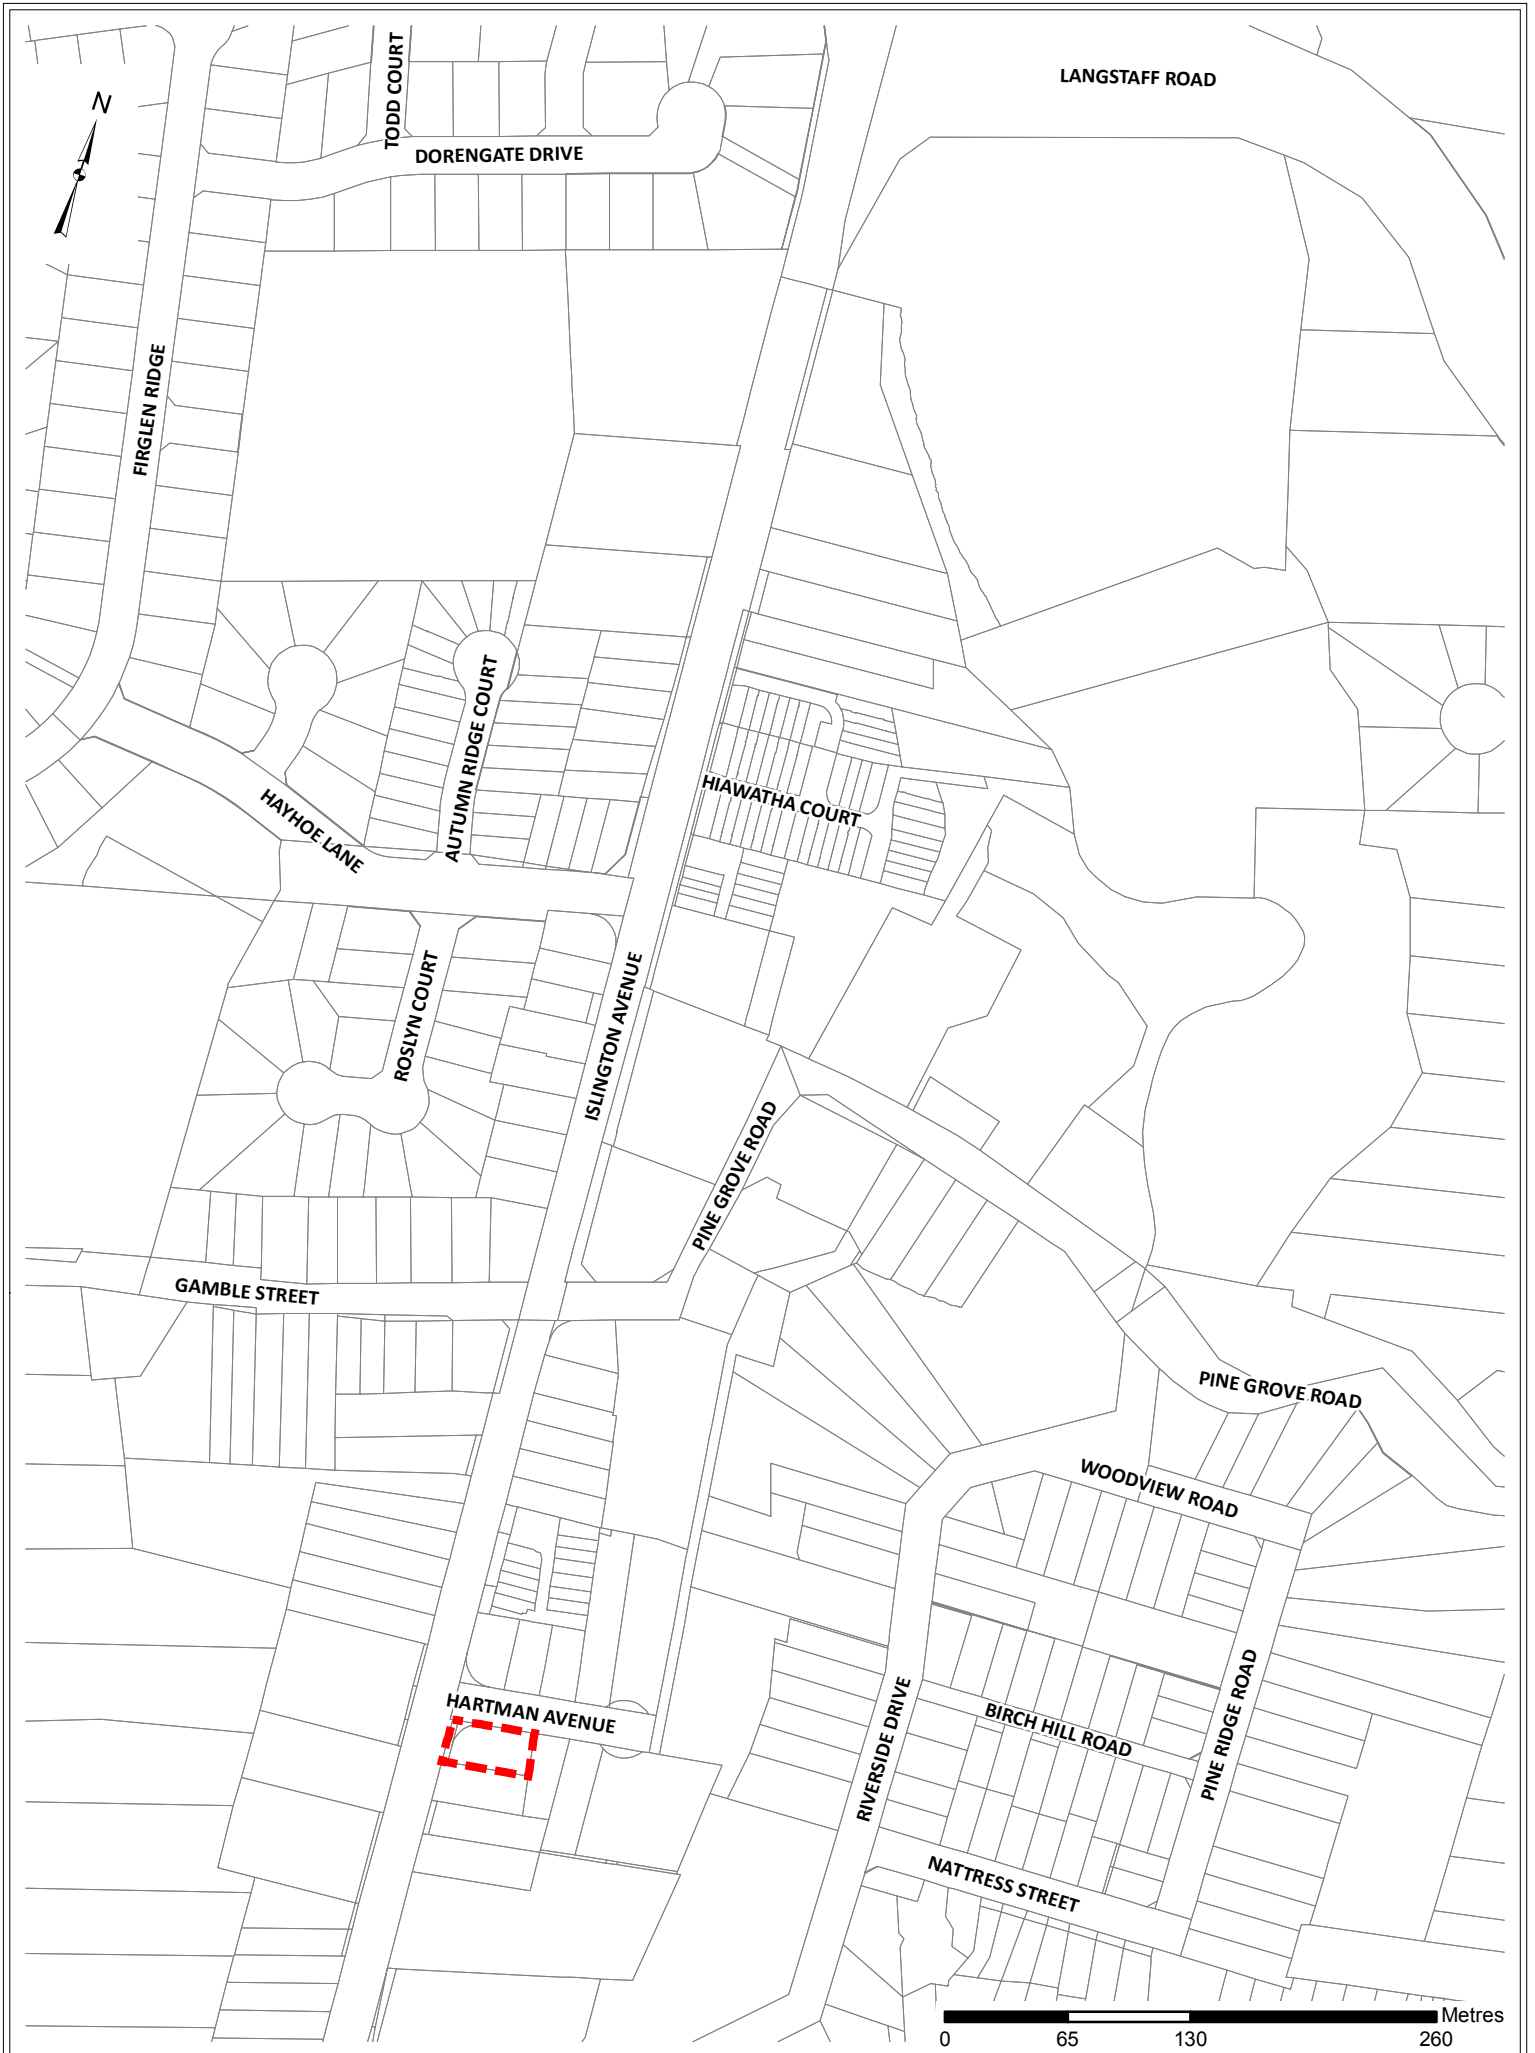 LANGSTAFF ROAD
TODD COURT
N
DORENGATE DRIVE
FIRGLEN RIDGE
AUTUMN RIDGE COURT
HIAWATHA COURT
HAYHOE LANE
ROSLYN COURT
ISLINGTON AVENUE
PINE GROVE ROAD
GAMBLE STREET
PINE GROVE ROAD
WOODVIEW ROAD
HARTMAN AVENUE
RIVERSIDE DRIVE
BIRCH HILL ROAD
PINE RIDGE ROAD
NATTRESS STREET
Metres
0 65 130 260